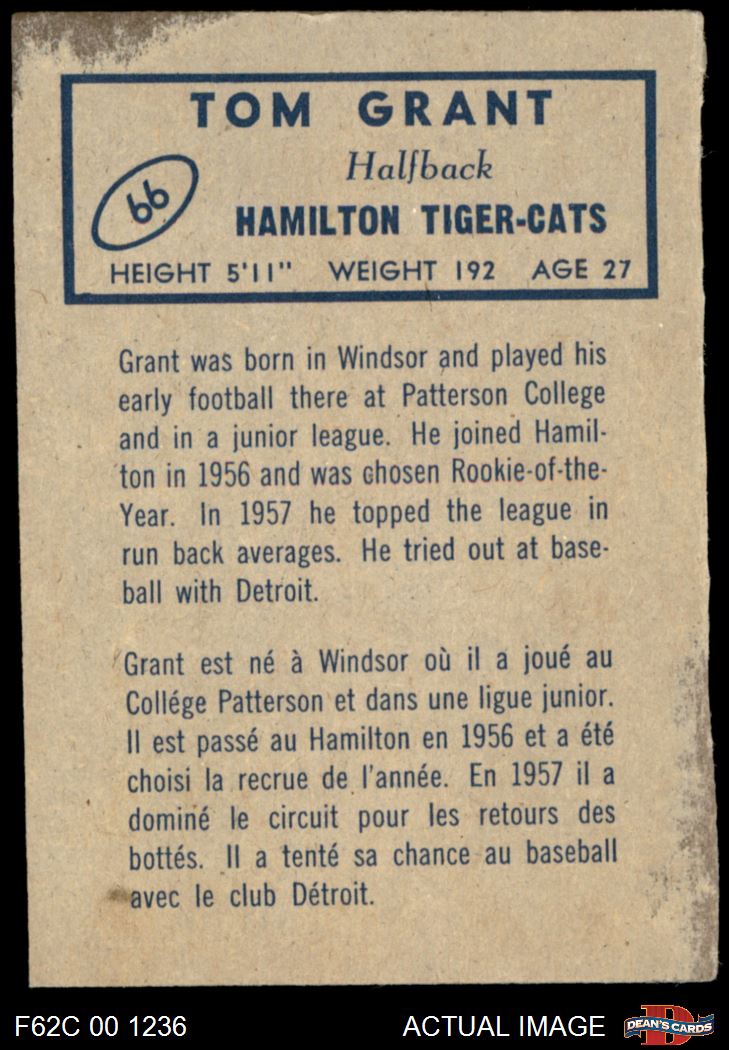 TOM GRANT
Halfback
66
HAMILTON TIGER-CATS
HEIGHT 5'11" WEIGHT 192 AGE 27
Grant was born in Windsor and played his
early football there at Patterson College
and in a junior league. He joined Hamil-
ton in 1956 and was chosen Rookie-of-the-
Year. In 1957 he topped the league in
run back averages. He tried out at base-
ball with Detroit.
Grant est né à Windsor où il a joué au
Collége Patterson et dans une ligue junior.
Il est passé au Hamilton en 1956 et a été
choisi la recrue de l'année. En 1957 il a
dominé le circuit pour les retours des
bottés. Il a tenté sa chance au baseball
avec le club Détroit.
F62C 00 1236 ACTUAL IMAGE
D
DEAN'S CARDS